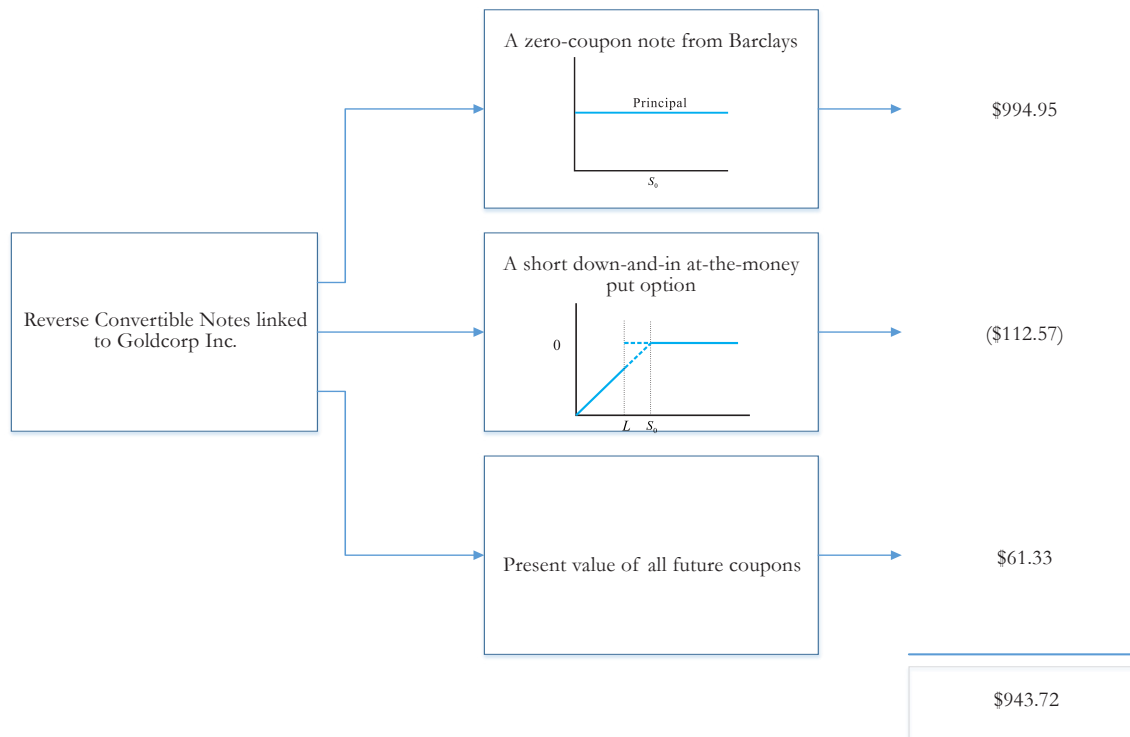 A zero-coupon note from Barclays
Principal
S₀
$994.95
Reverse Convertible Notes linked
to Goldcorp Inc.
A short down-and-in at-the-money
put option
0
L S₀
($112.57)
Present value of all future coupons
$61.33
$943.72